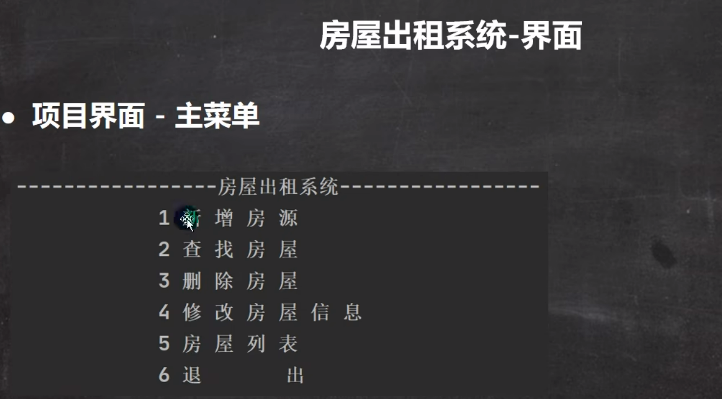 房屋出租系统-界面
● 项目界面 - 主菜单
-----------------房屋出租系统-----------------
1 新 增 房 源
2 查 找 房 屋
3 删 除 房 屋
4 修 改 房 屋 信 息
5 房 屋 列 表
6 退 出